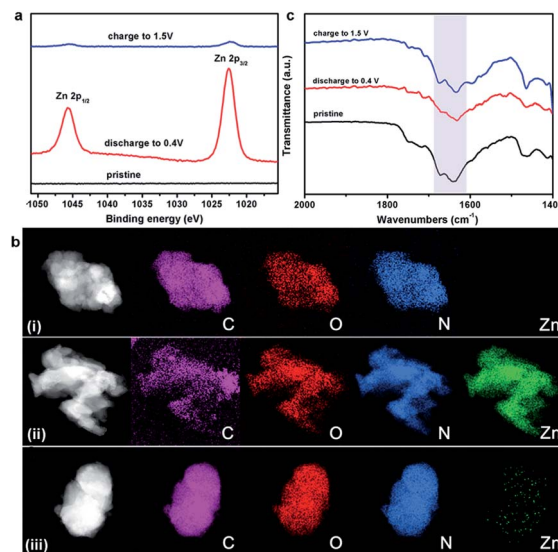 a
charge to 1.5V
Zn 2p3/2
Zn 2p1/2
discharge to 0.4V
pristine
1050 1045 1040 1035 1030 1025 1020
Binding energy (eV)
c
charge to 1.5 V
discharge to 0.4 V
pristine
Transmittance (a.u.)
2000 1800 1600 140
Wavenumbers (cm-1)
b
(i) C O N Zn
(ii) C O N Zn
(iii) C O N Zn